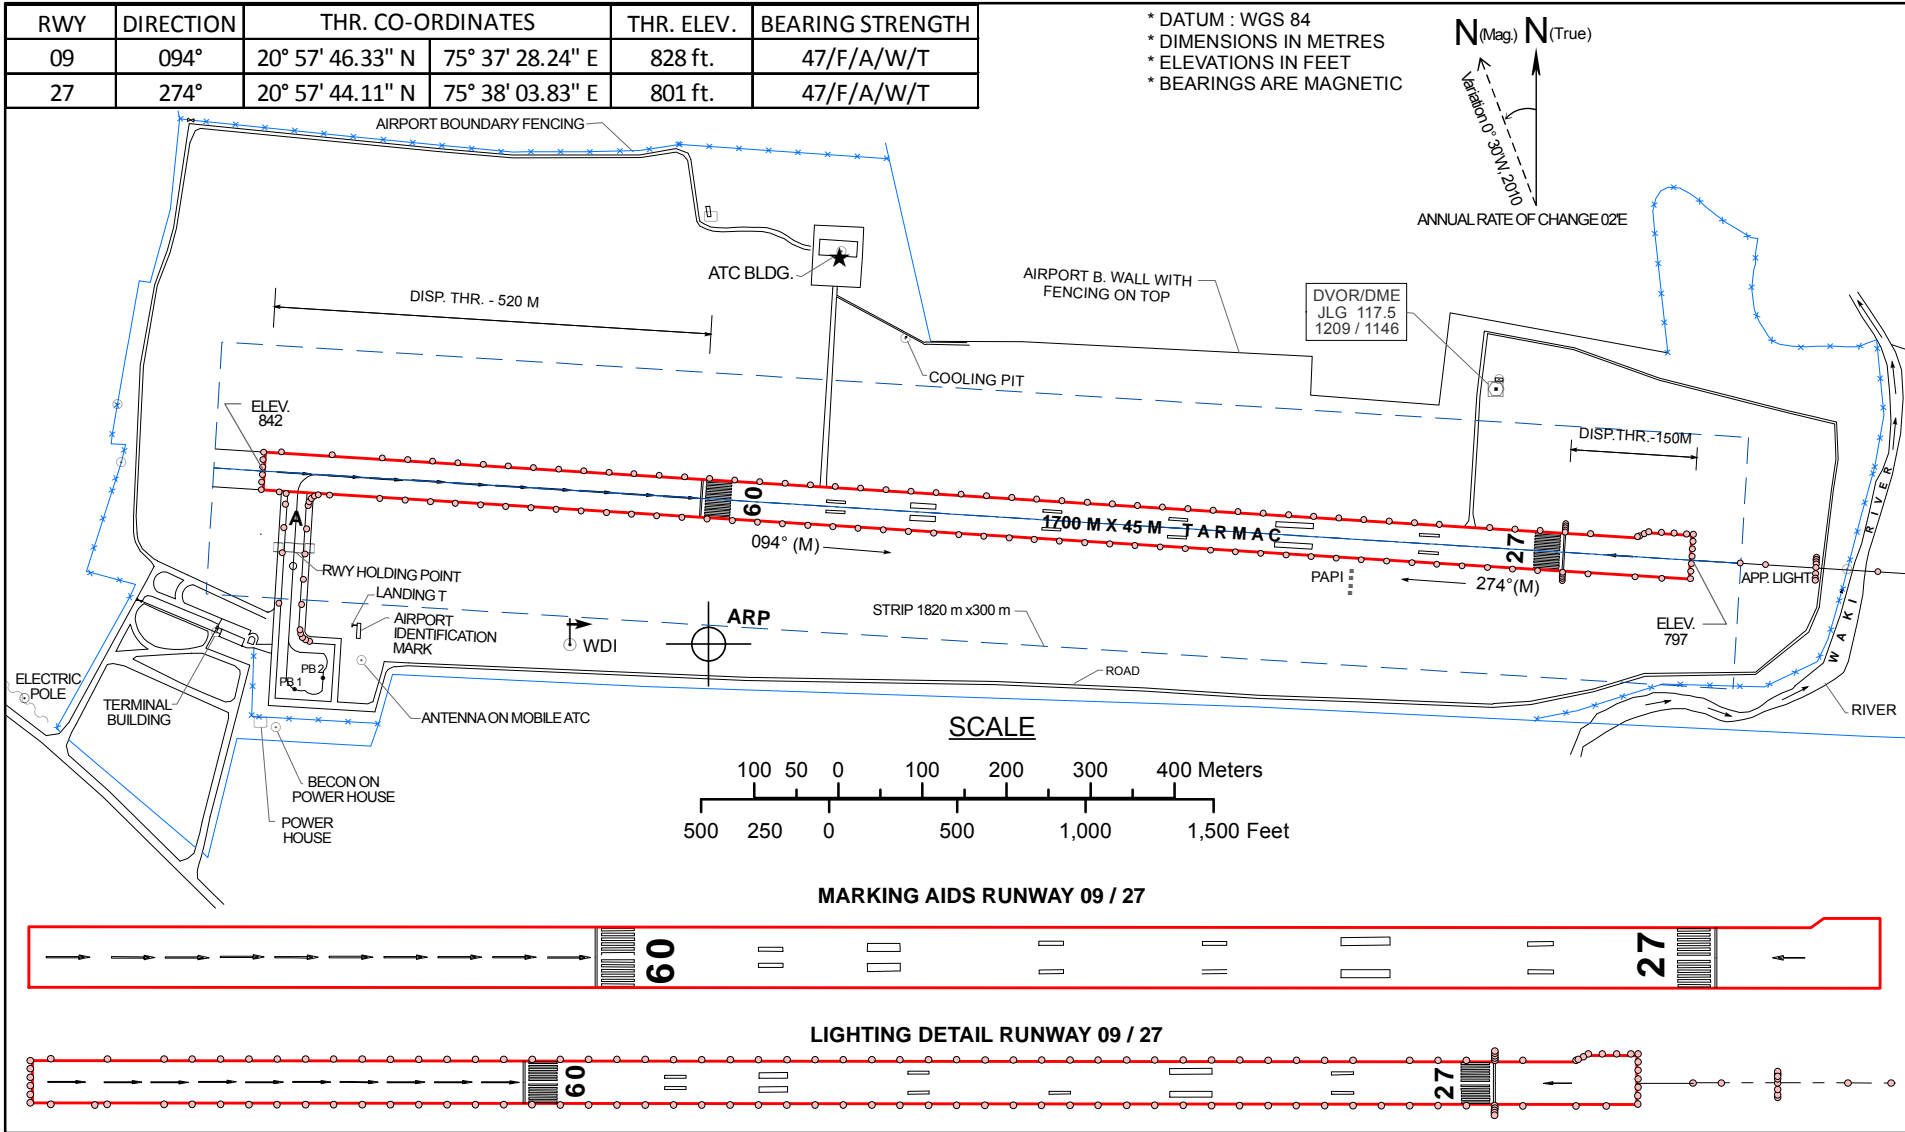 RWY DIRECTION THR. CO-ORDINATES THR. ELEV. BEARING STRENGTH
09 094° 20° 57' 46.33" N 75° 37' 28.24" E 828 ft. 47/F/A/W/T
27 274° 20° 57' 44.11" N 75° 38' 03.83" E 801 ft. 47/F/A/W/T
* DATUM : WGS 84
* DIMENSIONS IN METRES
* ELEVATIONS IN FEET
* BEARINGS ARE MAGNETIC
N(Mag.) N(True)
Variation 0° 30'W, 2010
ANNUAL RATE OF CHANGE 02'E
AIRPORT BOUNDARY FENCING
ATC BLDG.
DISP. THR. - 520 M
AIRPORT B. WALL WITH
FENCING ON TOP
DVOR/DME
JLG 117.5
1209 / 1146
COOLING PIT
ELEV.
842
DISP.THR.-150M
A
09
1700 M X 45 M TARMAC
27
094° (M)
274°(M)
PAPI
APP. LIGHT
WAKI RIVER
RWY HOLDING POINT
LANDING T
AIRPORT
IDENTIFICATION
MARK
WDI
ARP
STRIP 1820 m x300 m
ELEV.
797
ROAD
RIVER
PB 2
PB 1
ELECTRIC
POLE
TERMINAL
BUILDING
ANTENNA ON MOBILE ATC
BECON ON
POWER HOUSE
POWER
HOUSE
SCALE
100 50 0 100 200 300 400 Meters
500 250 0 500 1,000 1,500 Feet
MARKING AIDS RUNWAY 09 / 27
09
27
LIGHTING DETAIL RUNWAY 09 / 27
09
27